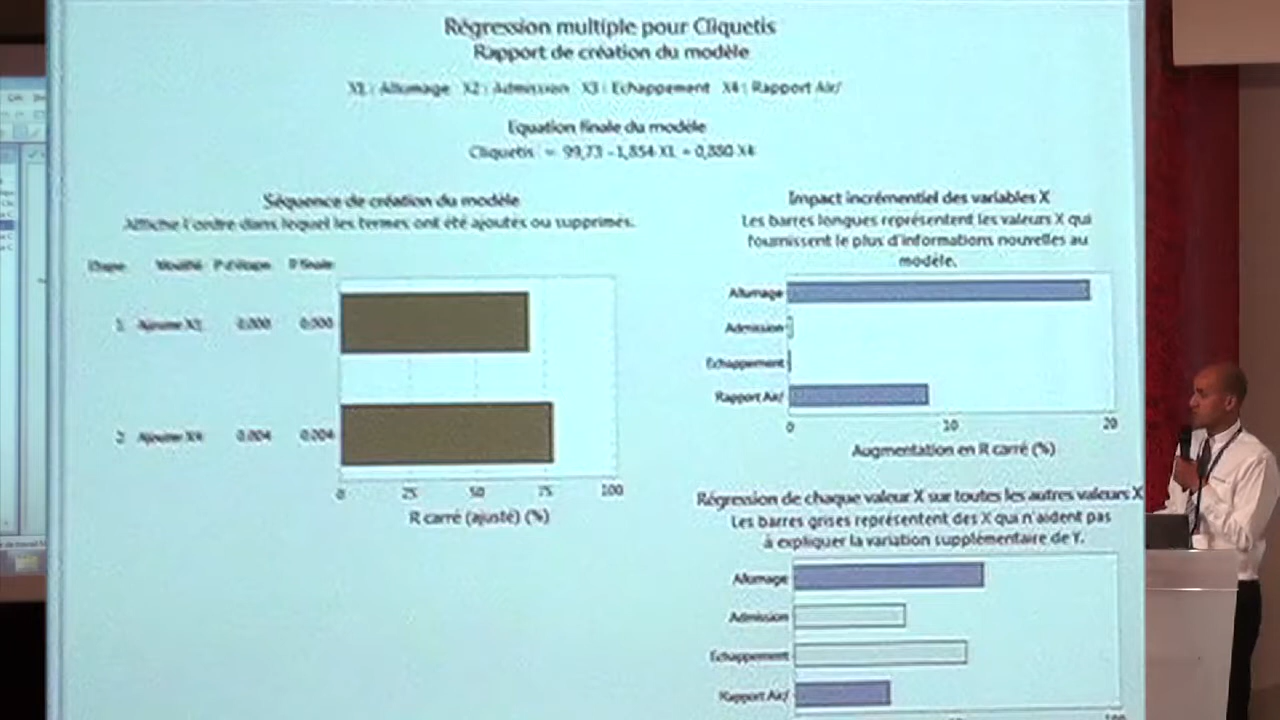 Régression multiple pour Cliquetis
Rapport de création du modèle
X1 : Allumage X2 : Admission X3 : Echappement X4 : Rapport Air/
Equation finale du modèle
Cliquetis = 99,73 - 1,854 X1 + 0,880 X4
Séquence de création du modèle
Affiche l'ordre dans lequel les termes ont été ajoutés ou supprimés.
Etape Modifié P d'étape P finale
1 Ajouter X1 0,000 0,000
2 Ajouter X4 0,004 0,004
0 25 50 75 100
R carré (ajusté) (%)
Impact incrémentiel des variables X
Les barres longues représentent les valeurs X qui
fournissent le plus d'informations nouvelles au
modèle.
Allumage
Admission
Echappement
Rapport Air/
0 10 20
Augmentation en R carré (%)
Régression de chaque valeur X sur toutes les autres valeurs X
Les barres grises représentent des X qui n'aident pas
à expliquer la variation supplémentaire de Y.
Allumage
Admission
Echappement
Rapport Air/